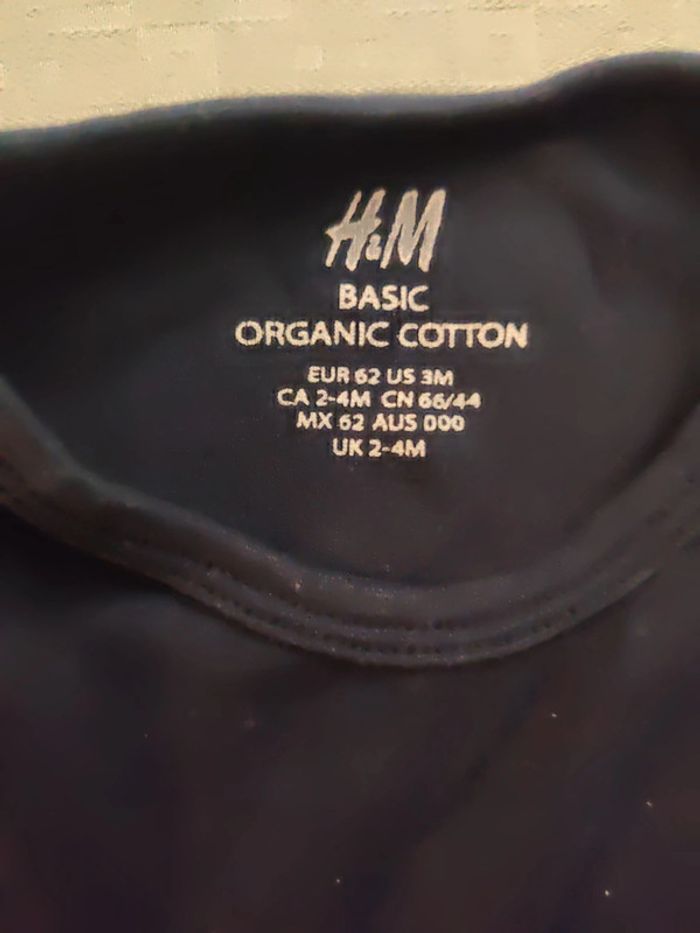 H&M
BASIC
ORGANIC COTTON
EUR 62 US 3M
CA 2-4M CN 66/44
MX 62 AUS 000
UK 2-4M